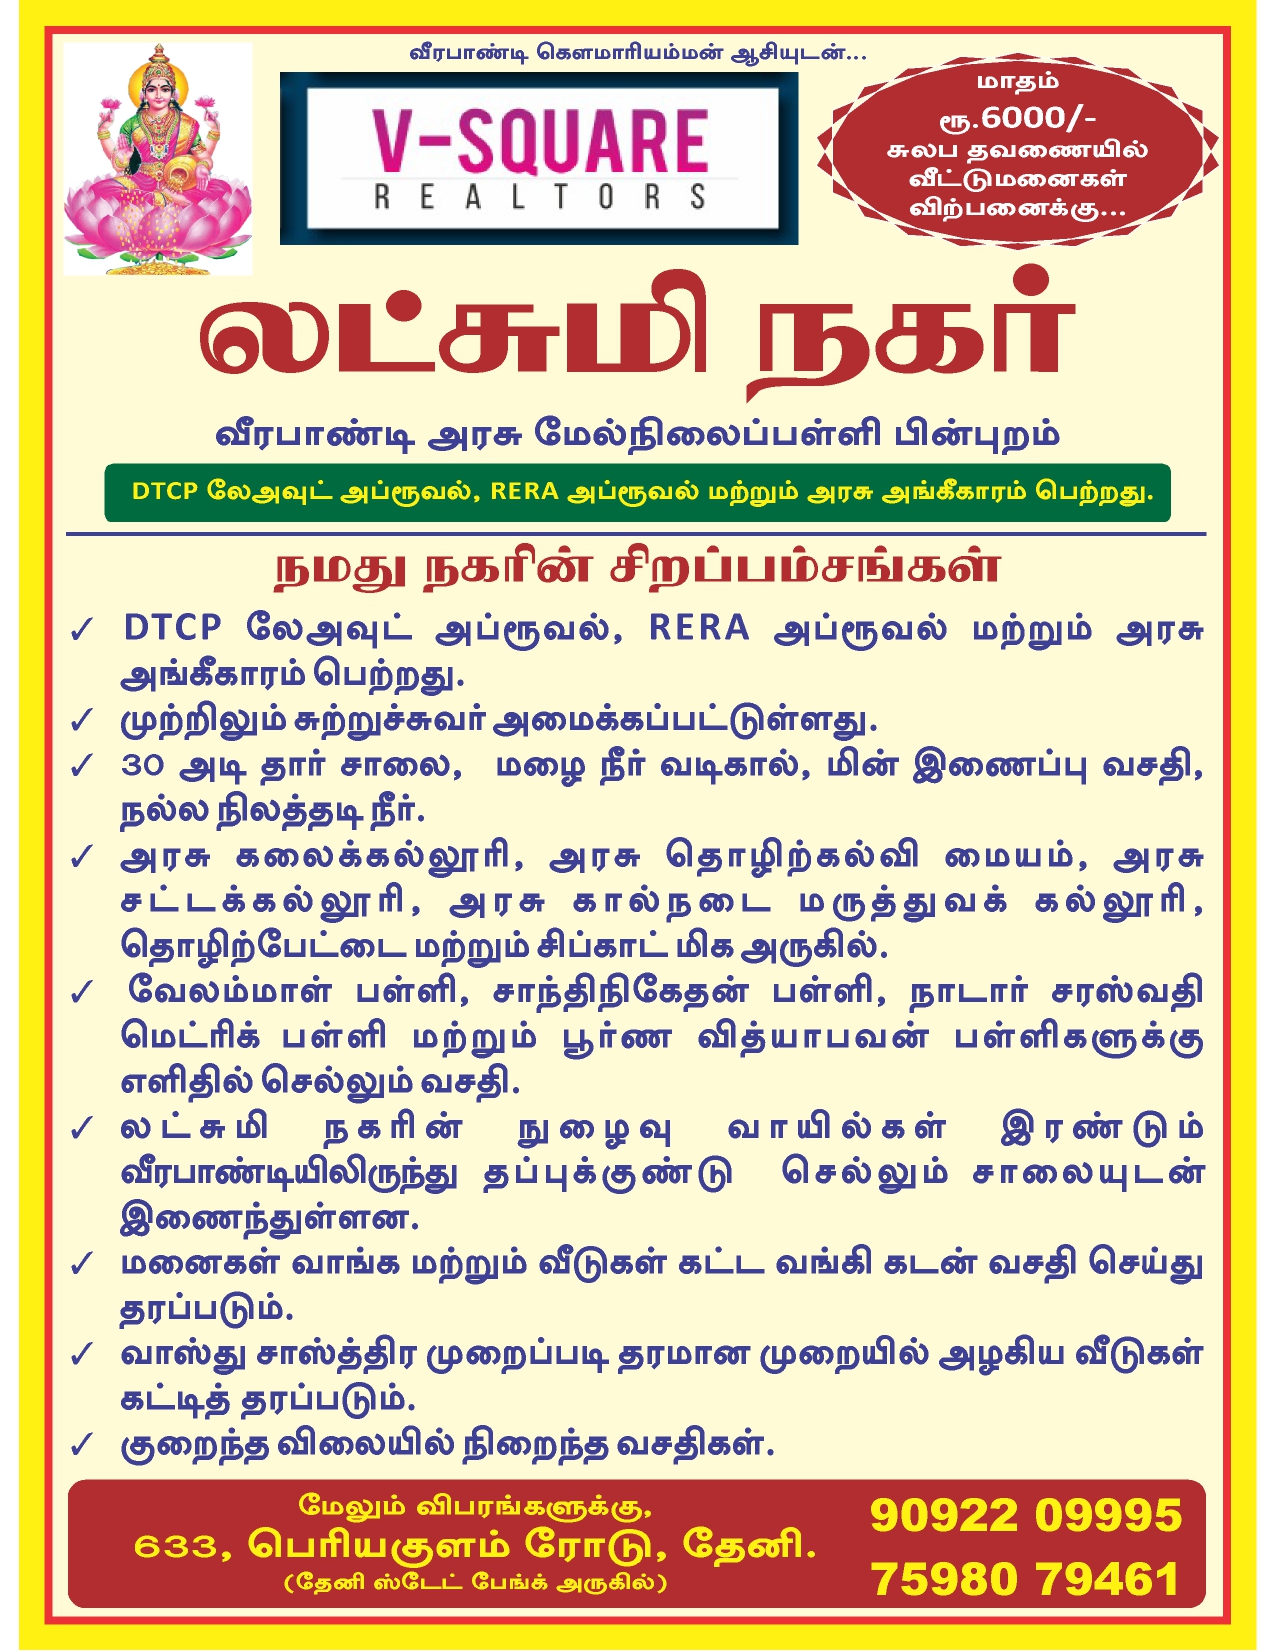 வீரபாண்டி கௌமாரியம்மன் ஆசியுடன்...
V-SQUARE
REALTORS
மாதம்
ரூ.6000/-
சுலப தவணையில்
வீட்டுமனைகள்
விற்பனைக்கு...
லட்சுமி நகர்
வீரபாண்டி அரசு மேல்நிலைப்பள்ளி பின்புறம்
DTCP லேஅவுட் அப்ரூவல், RERA அப்ரூவல் மற்றும் அரசு அங்கீகாரம் பெற்றது.
நமது நகரின் சிறப்பம்சங்கள்
✓ DTCP லேஅவுட் அப்ரூவல், RERA அப்ரூவல் மற்றும் அரசு
அங்கீகாரம் பெற்றது.
✓ முற்றிலும் சுற்றுச்சுவர் அமைக்கப்பட்டுள்ளது.
✓ 30 அடி தார் சாலை, மழை நீர் வடிகால், மின் இணைப்பு வசதி,
நல்ல நிலத்தடி நீர்.
✓ அரசு கலைக்கல்லூரி, அரசு தொழிற்கல்வி மையம், அரசு
சட்டக்கல்லூரி, அரசு கால்நடை மருத்துவக் கல்லூரி,
தொழிற்பேட்டை மற்றும் சிப்காட் மிக அருகில்.
✓ வேலம்மாள் பள்ளி, சாந்திநிகேதன் பள்ளி, நாடார் சரஸ்வதி
மெட்ரிக் பள்ளி மற்றும் பூர்ண வித்யாபவன் பள்ளிகளுக்கு
எளிதில் செல்லும் வசதி.
✓ லட்சுமி நகரின் நுழைவு வாயில்கள் இரண்டும்
வீரபாண்டியிலிருந்து தப்புக்குண்டு செல்லும் சாலையுடன்
இணைந்துள்ளன.
✓ மனைகள் வாங்க மற்றும் வீடுகள் கட்ட வங்கி கடன் வசதி செய்து
தரப்படும்.
✓ வாஸ்து சாஸ்த்திர முறைப்படி தரமான முறையில் அழகிய வீடுகள்
கட்டித் தரப்படும்.
✓ குறைந்த விலையில் நிறைந்த வசதிகள்.
மேலும் விபரங்களுக்கு,
633, பெரியகுளம் ரோடு, தேனி.
(தேனி ஸ்டேட் பேங்க் அருகில்)
90922 09995
75980 79461